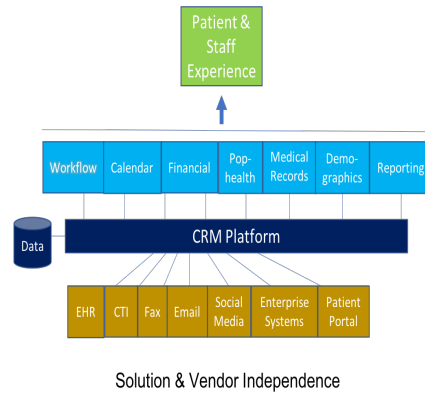 Patient &
Staff
Experience
Workflow
Calendar
Financial
Pop-
health
Medical
Records
Demo-
graphics
Reporting
Data
CRM Platform
EHR
CTI
Fax
Email
Social
Media
Enterprise
Systems
Patient
Portal
Solution & Vendor Independence